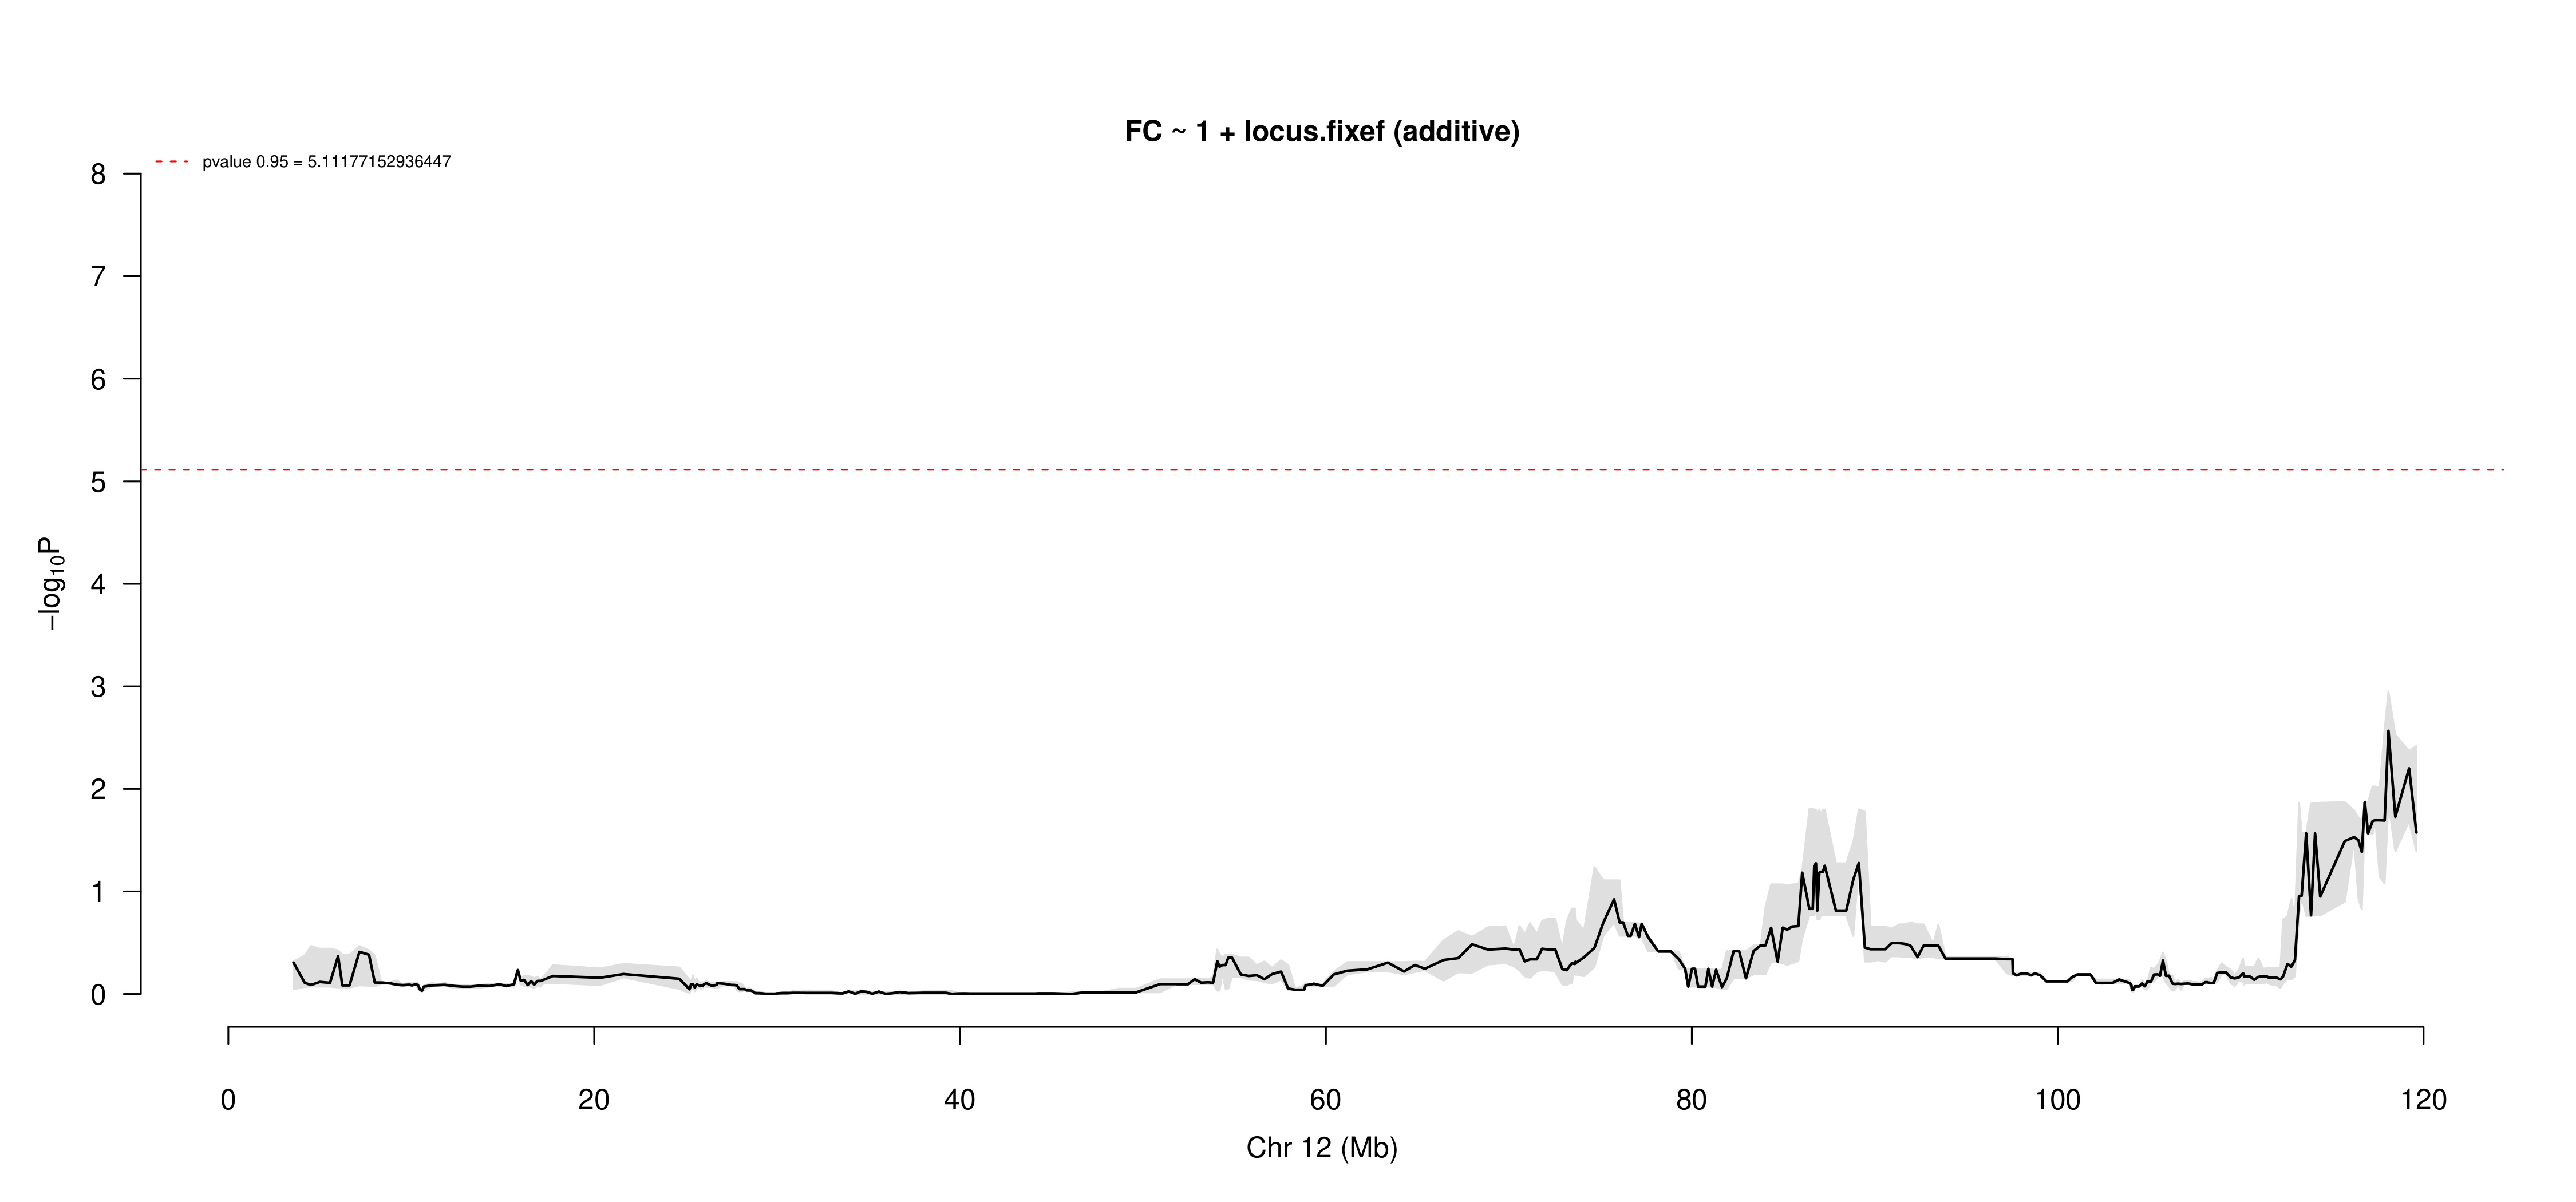 FC ~ 1 + locus.fixef (additive)
pvalue 0.95 = 5.11177152936447
8
7
6
5
4
3
2
1
0
−log10P
0 20 40 60 80 100 120
Chr 12 (Mb)